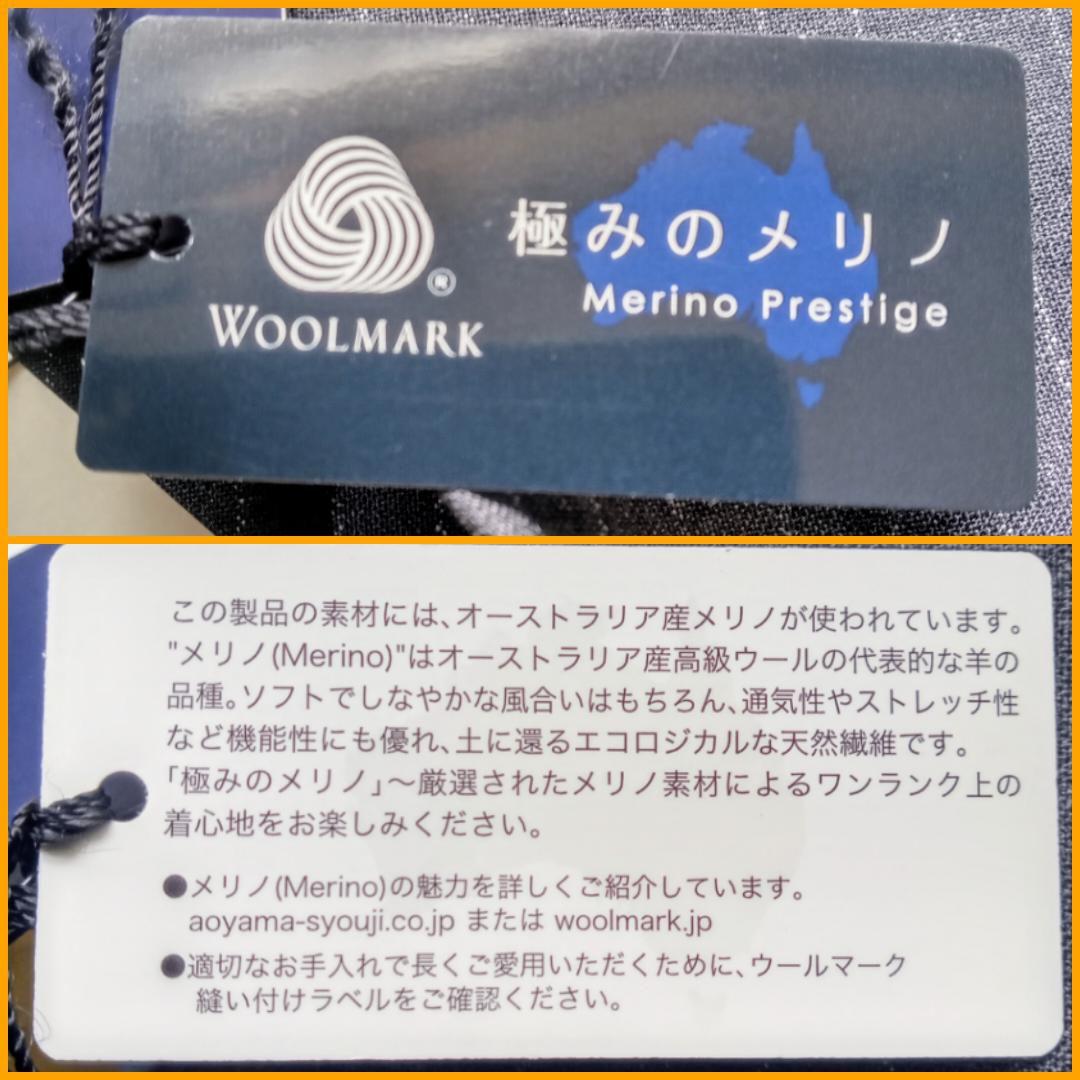 WOOLMARK
®
極みのメリノ
Merino Prestige
この製品の素材には、オーストラリア産メリノが使われています。
"メリノ(Merino)"はオーストラリア産高級ウールの代表的な羊の
品種。ソフトでしなやかな風合いはもちろん、通気性やストレッチ性
など機能性にも優れ、土に還るエコロジカルな天然繊維です。
「極みのメリノ」～厳選されたメリノ素材によるワンランク上の
着心地をお楽しみください。
●メリノ(Merino)の魅力を詳しくご紹介しています。
aoyama-syouji.co.jp または woolmark.jp
●適切なお手入れで長くご愛用いただくために、ウールマーク
縫い付けラベルをご確認ください。